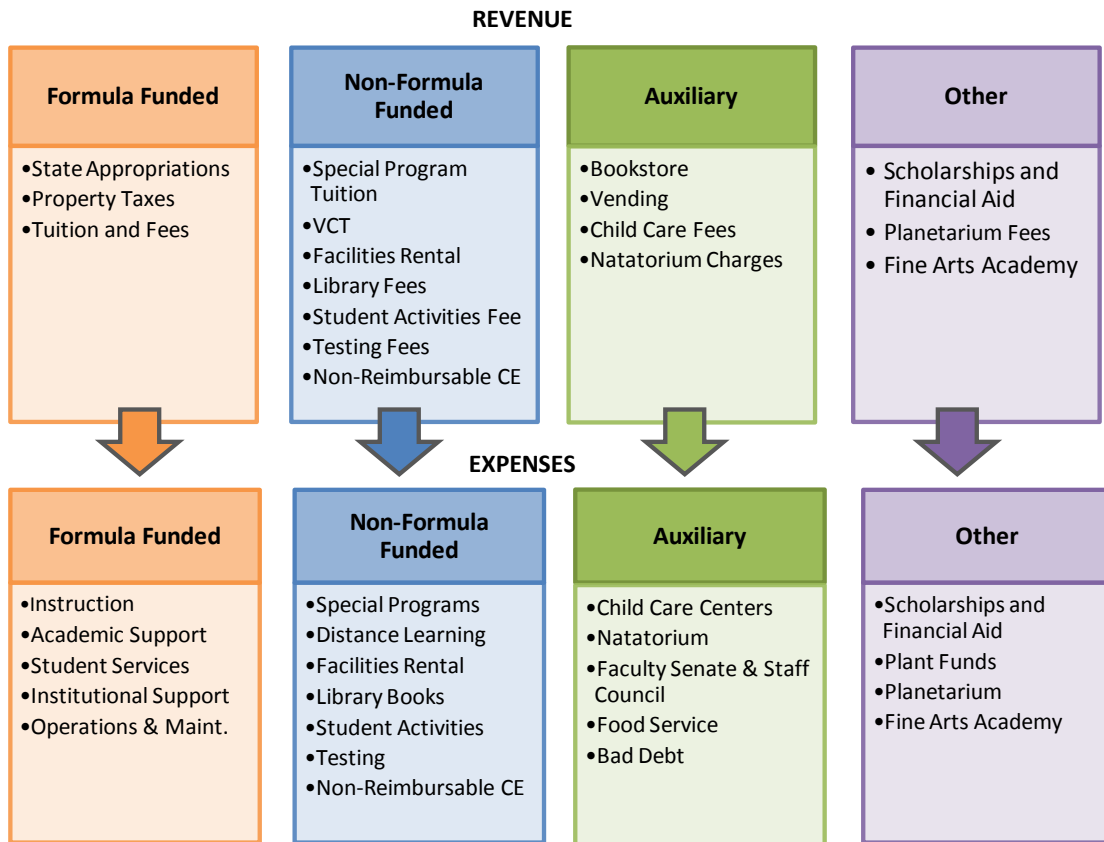 REVENUE
Formula Funded
•State Appropriations
•Property Taxes
•Tuition and Fees
Non-Formula
Funded
•Special Program
Tuition
•VCT
•Facilities Rental
•Library Fees
•Student Activities Fee
•Testing Fees
•Non-Reimbursable CE
Auxiliary
•Bookstore
•Vending
•Child Care Fees
•Natatorium Charges
Other
• Scholarships and
Financial Aid
• Planetarium Fees
• Fine Arts Academy
EXPENSES
Formula Funded
•Instruction
•Academic Support
•Student Services
•Institutional Support
•Operations & Maint.
Non-Formula
Funded
•Special Programs
•Distance Learning
•Facilities Rental
•Library Books
•Student Activities
•Testing
•Non-Reimbursable CE
Auxiliary
•Child Care Centers
•Natatorium
•Faculty Senate & Staff
Council
•Food Service
•Bad Debt
Other
•Scholarships and
Financial Aid
•Plant Funds
•Planetarium
•Fine Arts Academy